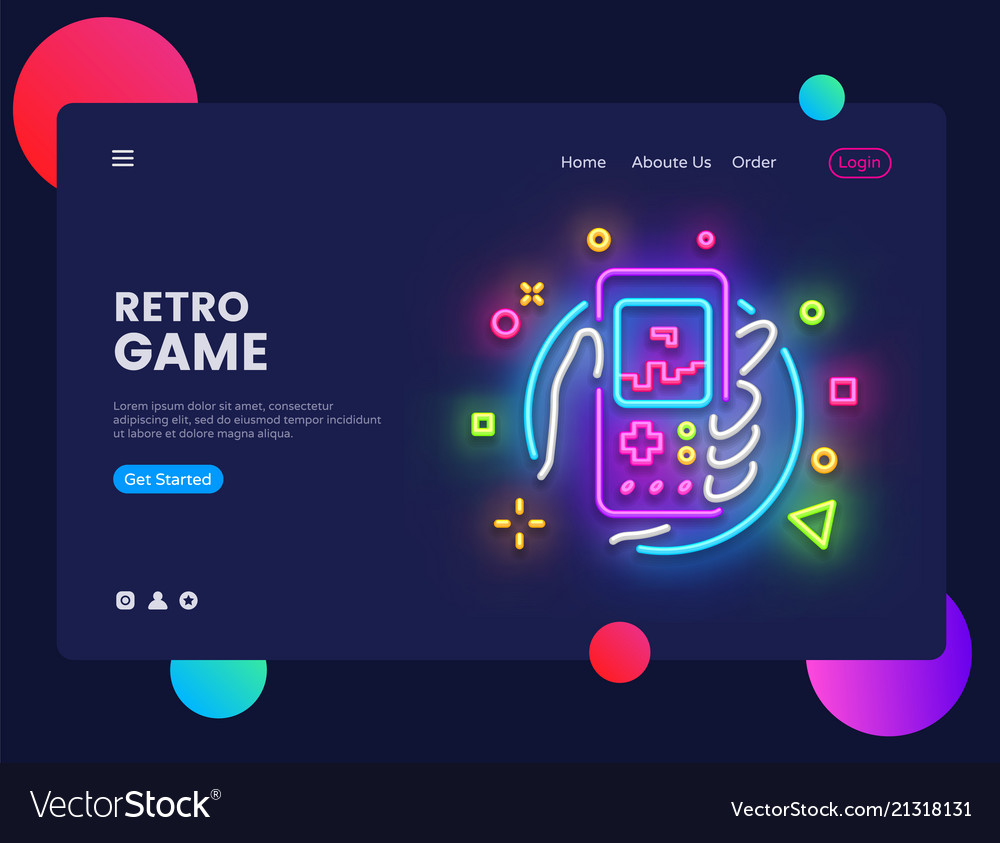 Home Aboute Us Order Login
RETRO
GAME
Lorem ipsum dolor sit amet, consectetur
adipiscing elit, sed do eiusmod tempor incididunt
ut labore et dolore magna aliqua.
Get Started
VectorStock®
VectorStock.com/21318131